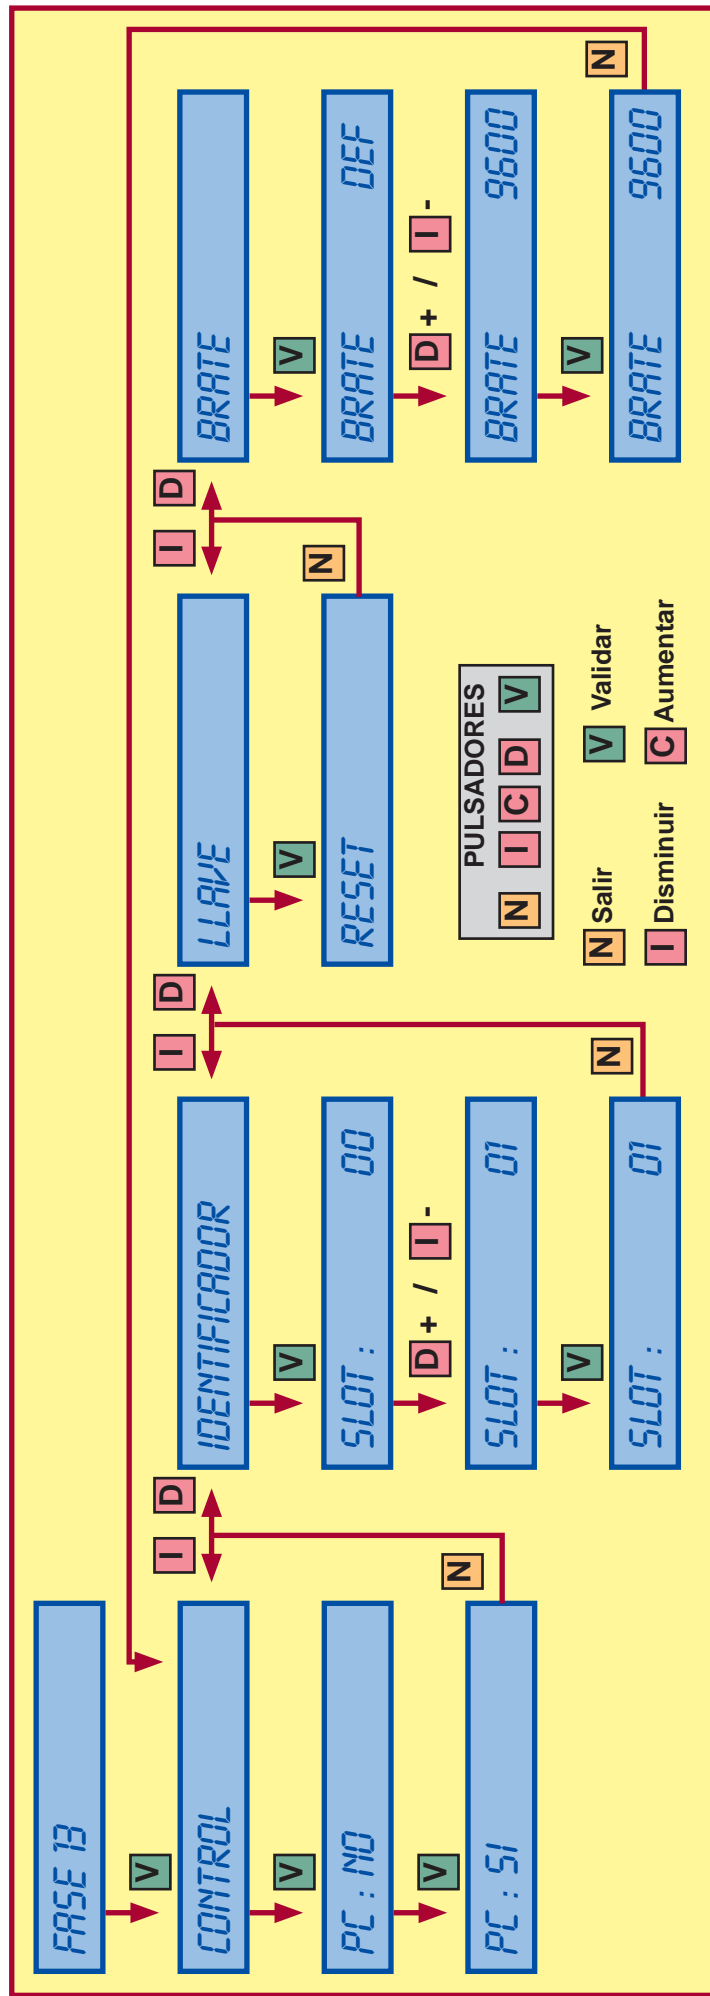 FASE 13
V
CONTROL
V
PC : NO
V
PC : SI
N
I D
IDENTIFICADOR
V
SLOT : 00
D + / I -
SLOT : 01
V
SLOT : 01
N
I D
LLAVE
V
RESET
N
I D
BRATE
V
BRATE DEF
D + / I -
BRATE 9600
V
BRATE 9600
N
PULSADORES
N I C D V
N Salir V Validar
I Disminuir C Aumentar